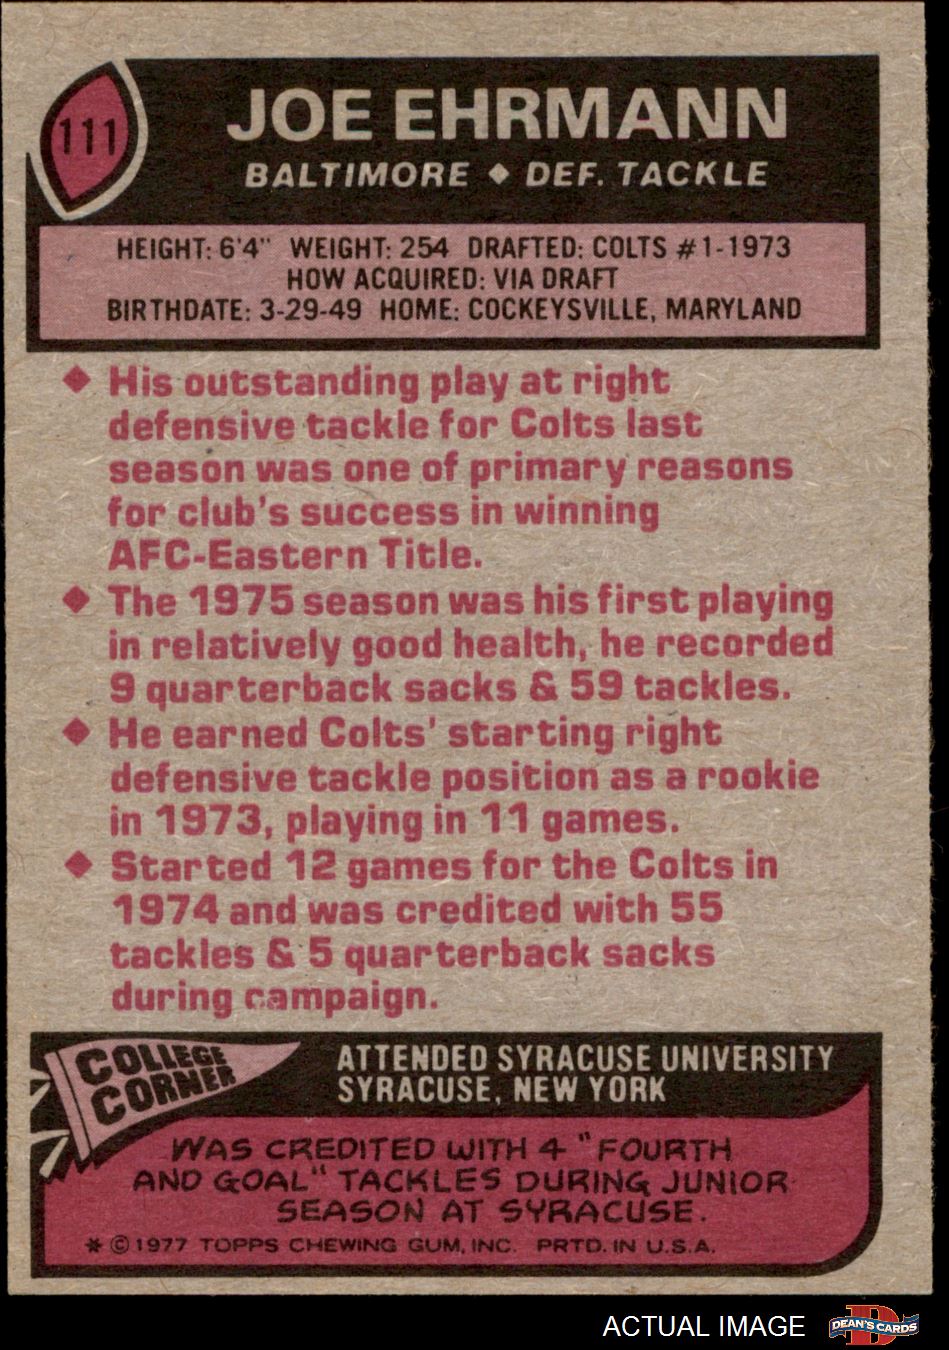 111
JOE EHRMANN
BALTIMORE ◆ DEF. TACKLE
HEIGHT: 6'4" WEIGHT: 254 DRAFTED: COLTS #1-1973
HOW ACQUIRED: VIA DRAFT
BIRTHDATE: 3-29-49 HOME: COCKEYSVILLE, MARYLAND
◆ His outstanding play at right
defensive tackle for Colts last
season was one of primary reasons
for club's success in winning
AFC-Eastern Title.
◆ The 1975 season was his first playing
in relatively good health, he recorded
9 quarterback sacks & 59 tackles.
◆ He earned Colts' starting right
defensive tackle position as a rookie
in 1973, playing in 11 games.
◆ Started 12 games for the Colts in
1974 and was credited with 55
tackles & 5 quarterback sacks
during campaign.
COLLEGE
CORNER
ATTENDED SYRACUSE UNIVERSITY
SYRACUSE, NEW YORK
WAS CREDITED WITH 4 "FOURTH
AND GOAL" TACKLES DURING JUNIOR
SEASON AT SYRACUSE.
* © 1977 TOPPS CHEWING GUM, INC. PRTD. IN U.S.A.
ACTUAL IMAGE
D
DEAN'S CARDS